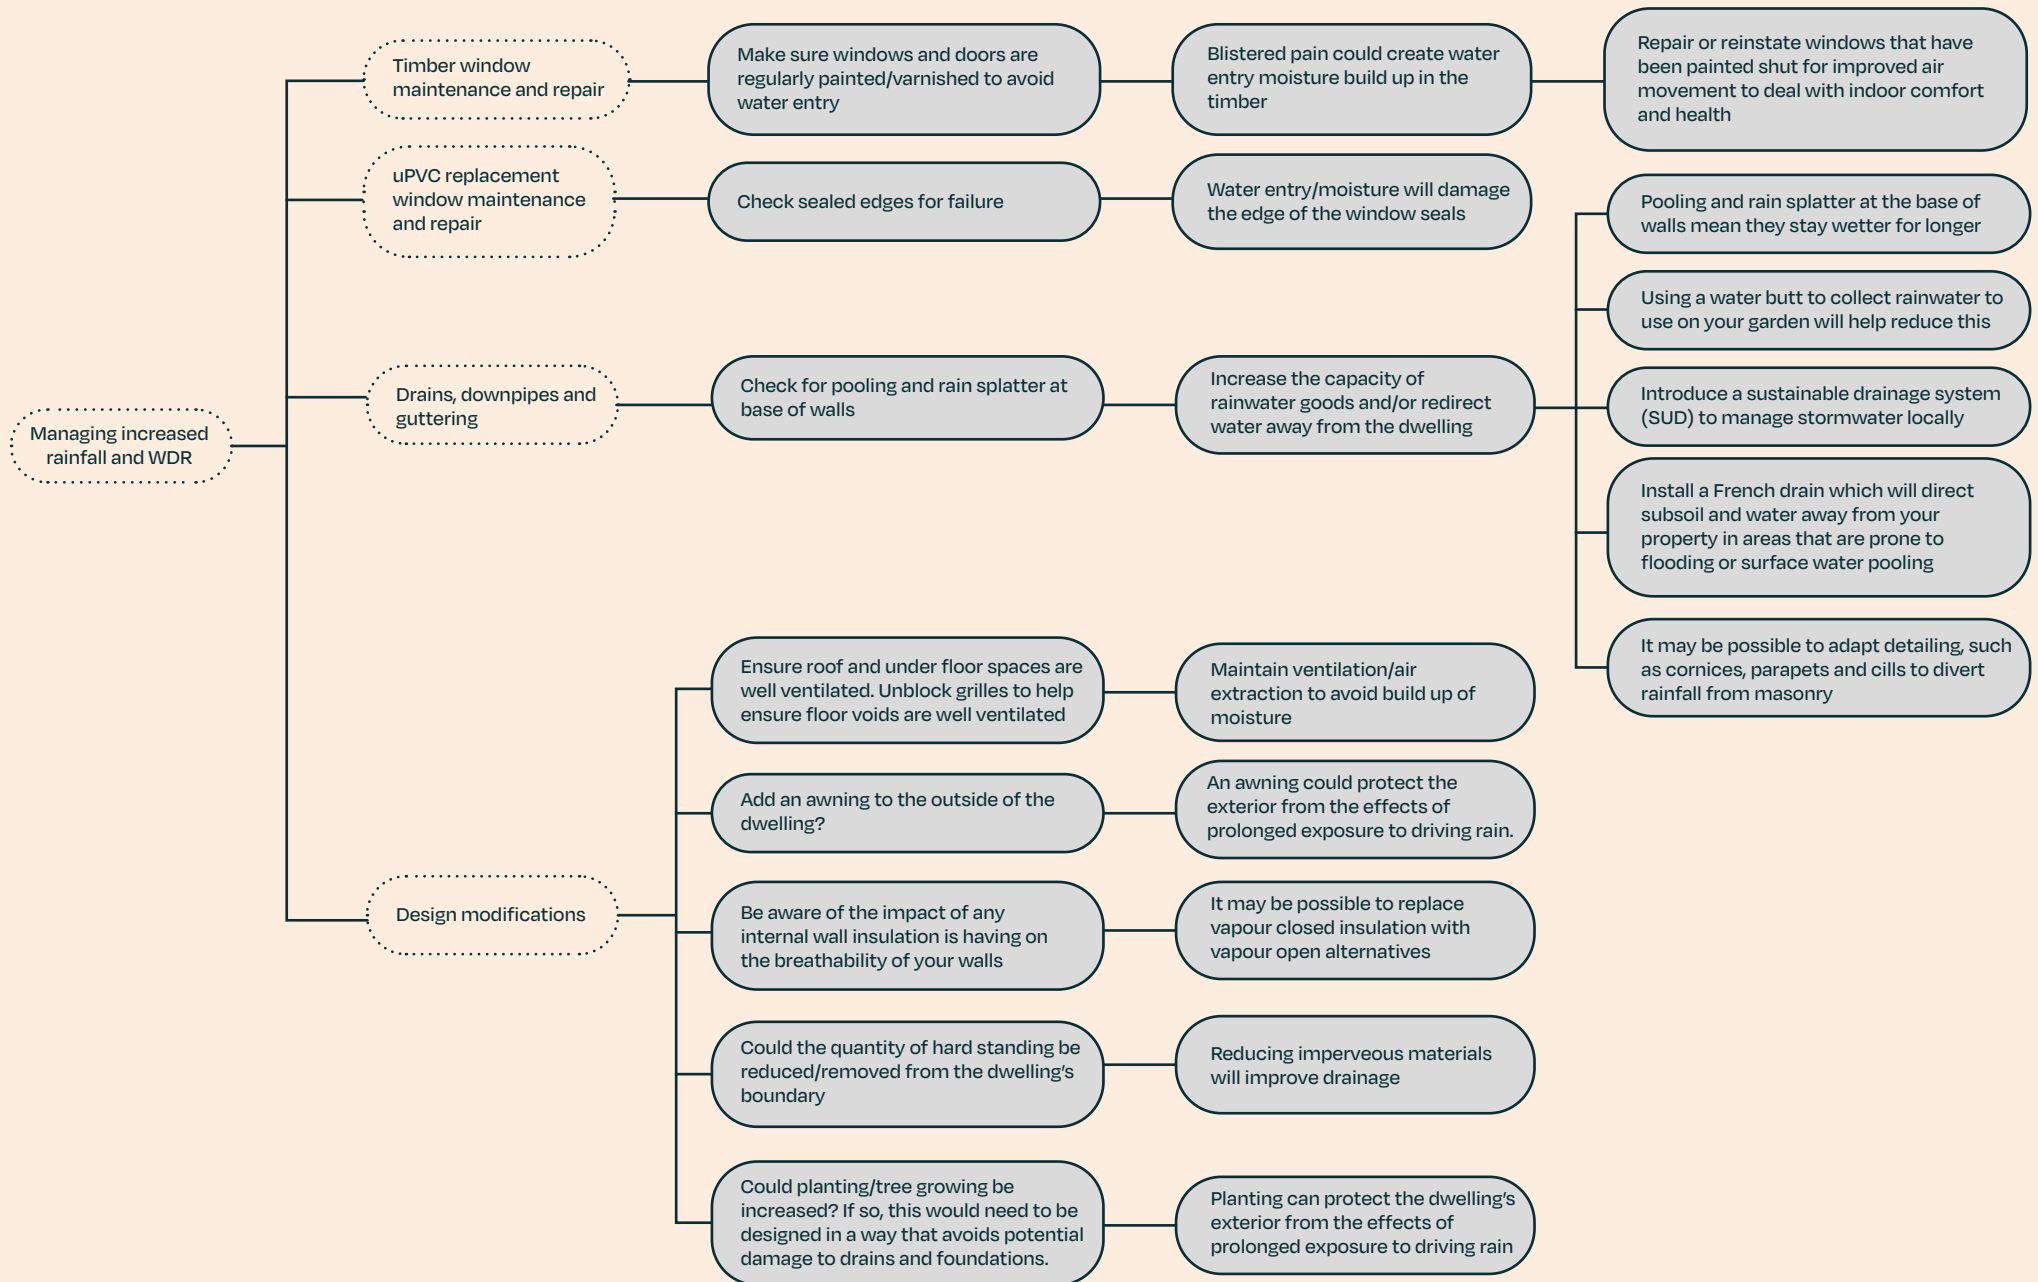 Managing increased
rainfall and WDR
Timber window
maintenance and repair
Make sure windows and doors are
regularly painted/varnished to avoid
water entry
Blistered pain could create water
entry moisture build up in the
timber
Repair or reinstate windows that have
been painted shut for improved air
movement to deal with indoor comfort
and health
uPVC replacement
window maintenance
and repair
Check sealed edges for failure
Water entry/moisture will damage
the edge of the window seals
Drains, downpipes and
guttering
Check for pooling and rain splatter at
base of walls
Increase the capacity of
rainwater goods and/or redirect
water away from the dwelling
Pooling and rain splatter at the base of
walls mean they stay wetter for longer
Using a water butt to collect rainwater to
use on your garden will help reduce this
Introduce a sustainable drainage system
(SUD) to manage stormwater locally
Install a French drain which will direct
subsoil and water away from your
property in areas that are prone to
flooding or surface water pooling
It may be possible to adapt detailing, such
as cornices, parapets and cills to divert
rainfall from masonry
Design modifications
Ensure roof and under floor spaces are
well ventilated. Unblock grilles to help
ensure floor voids are well ventilated
Maintain ventilation/air
extraction to avoid build up of
moisture
Add an awning to the outside of the
dwelling?
An awning could protect the
exterior from the effects of
prolonged exposure to driving rain.
Be aware of the impact of any
internal wall insulation is having on
the breathability of your walls
It may be possible to replace
vapour closed insulation with
vapour open alternatives
Could the quantity of hard standing be
reduced/removed from the dwelling’s
boundary
Reducing imperveous materials
will improve drainage
Could planting/tree growing be
increased? If so, this would need to be
designed in a way that avoids potential
damage to drains and foundations.
Planting can protect the dwelling’s
exterior from the effects of
prolonged exposure to driving rain